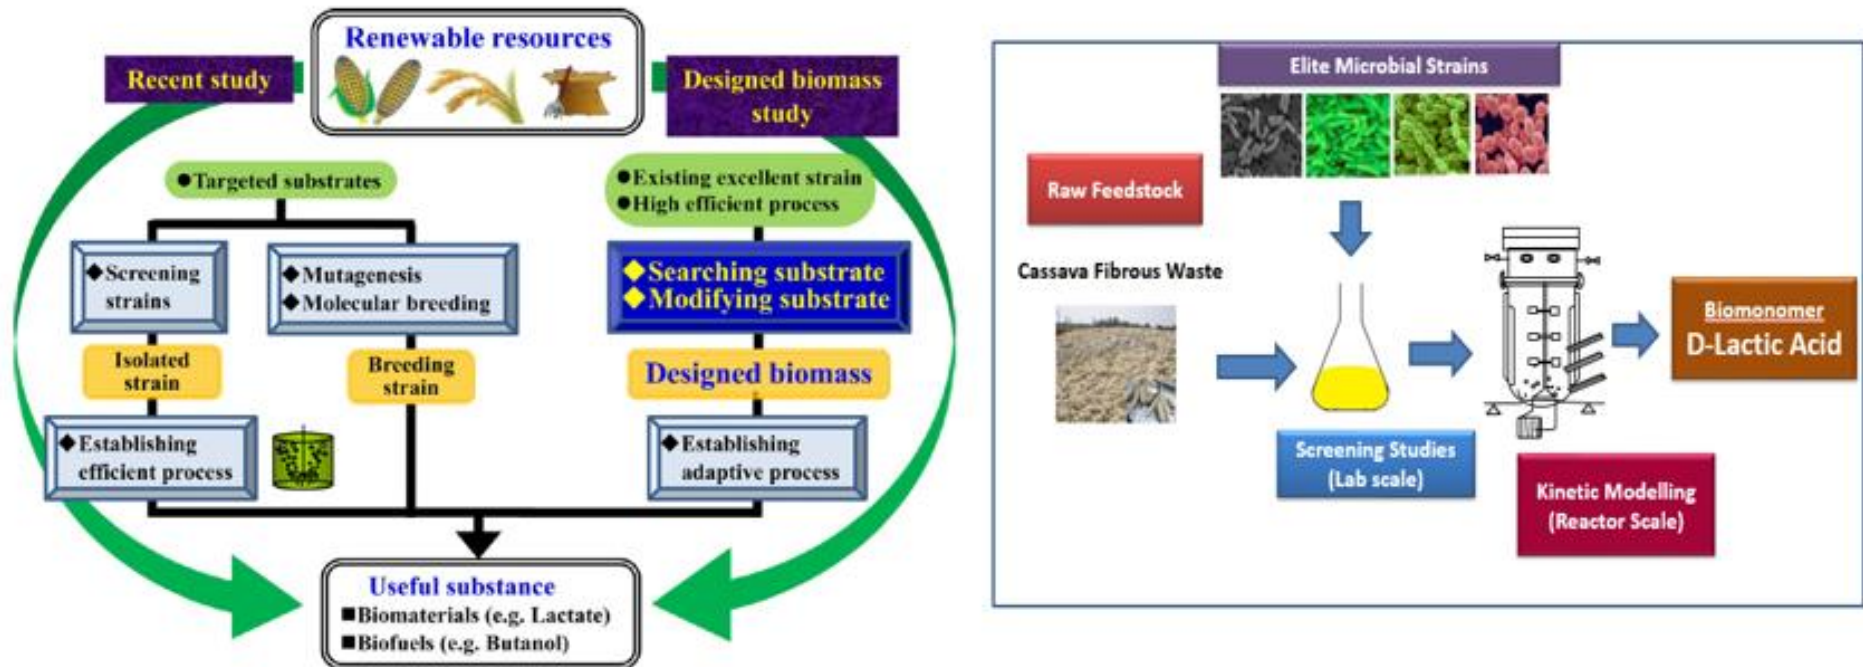 Renewable resources
Recent study
Designed biomass
study
●Targeted substrates
●Existing excellent strain
●High efficient process
◆Screening
strains
◆Mutagenesis
◆Molecular breeding
◆Searching substrate
◆Modifying substrate
Isolated
strain
Breeding
strain
Designed biomass
◆Establishing
efficient process
◆Establishing
adaptive process
Useful substance
■Biomaterials (e.g. Lactate)
■Biofuels (e.g. Butanol)
Elite Microbial Strains
Raw Feedstock
Cassava Fibrous Waste
Biomonomer
D-Lactic Acid
Screening Studies
(Lab scale)
Kinetic Modelling
(Reactor Scale)